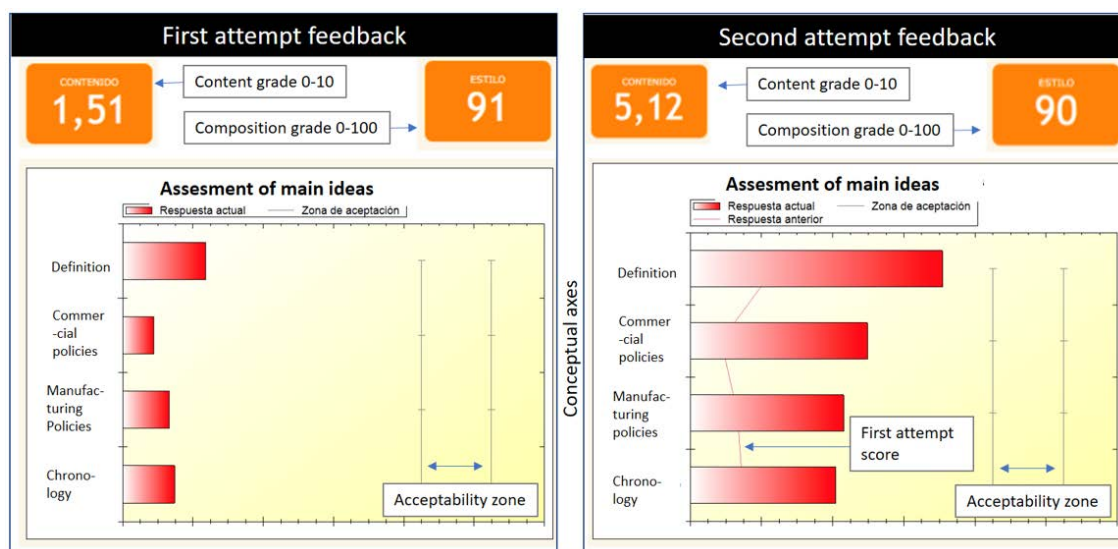 First attempt feedback
CONTENIDO
1,51
Content grade 0-10
Composition grade 0-100
ESTILO
91
Assesment of main ideas
Respuesta actual
Zona de aceptación
Definition
Commer
-cial
policies
Manufac-
turing
Policies
Chrono-
logy
Acceptability zone
Conceptual axes
Second attempt feedback
CONTENIDO
5,12
Content grade 0-10
Composition grade 0-100
ESTILO
90
Assesment of main ideas
Respuesta actual
Zona de aceptación
Respuesta anterior
Definition
Commer
-cial
policies
Manufac-
turing
policies
First attempt
score
Chrono-
logy
Acceptability zone